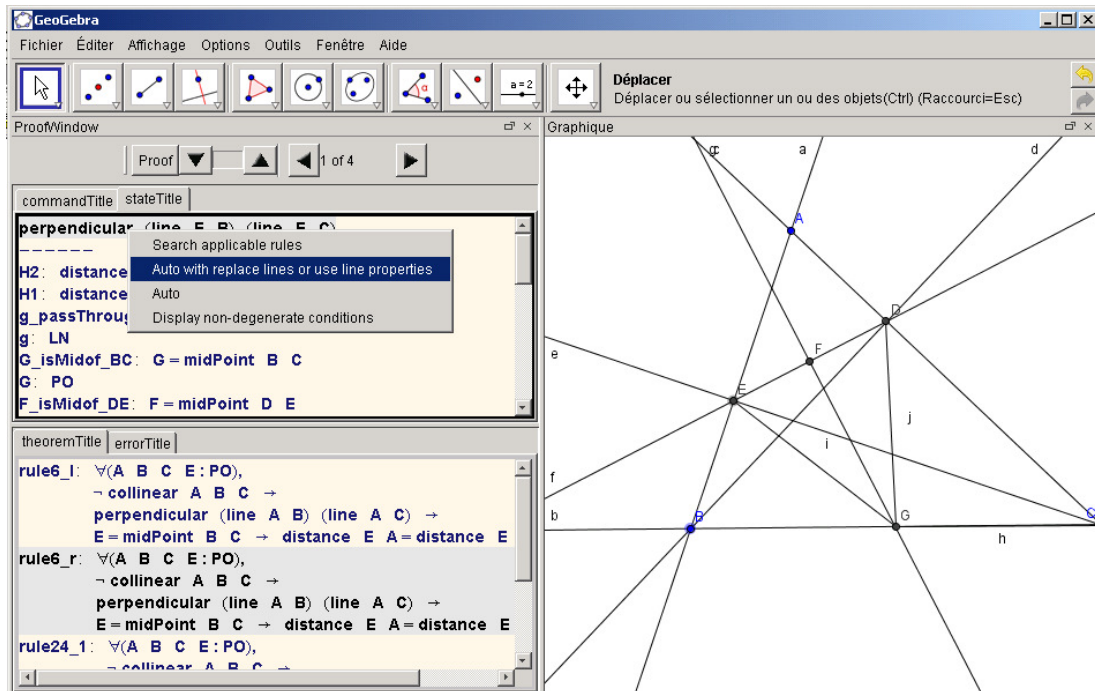 GeoGebra
Fichier Éditer Affichage Options Outils Fenêtre Aide
a=2
Déplacer
Déplacer ou sélectionner un ou des objets(Ctrl) (Raccourci=Esc)
ProofWindow
Proof
1 of 4
commandTitle stateTitle
perpendicular (line E B) (line E C)
------
H2: distance
H1: distance
g_passThroug
g: LN
G_isMidof_BC: G = midPoint B C
G: PO
F_isMidof_DE: F = midPoint D E
Search applicable rules
Auto with replace lines or use line properties
Auto
Display non-degenerate conditions
theoremTitle errorTitle
rule6_l: ∀(A B C E : PO),
¬ collinear A B C →
perpendicular (line A B) (line A C) →
E = midPoint B C → distance E A = distance E
rule6_r: ∀(A B C E : PO),
¬ collinear A B C →
perpendicular (line A B) (line A C) →
E = midPoint B C → distance E A = distance E
rule24_1: ∀(A B C E : PO),
¬ collinear A B C →
Graphique
a
d
A
D
e
F
E
j
i
f
b
B
G
C
h